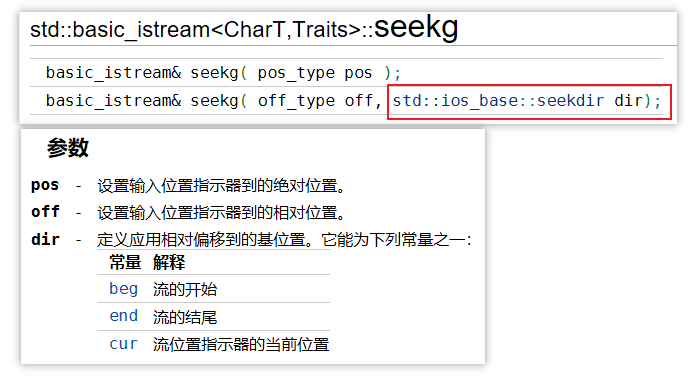 std::basic_istream<CharT,Traits>::seekg
basic_istream& seekg( pos_type pos );
basic_istream& seekg( off_type off, std::ios_base::seekdir dir);
参数
pos - 设置输入位置指示器到的绝对位置。
off - 设置输入位置指示器到的相对位置。
dir - 定义应用相对偏移到的基位置。它能为下列常量之一：
常量 解释
beg 流的开始
end 流的结尾
cur 流位置指示器的当前位置